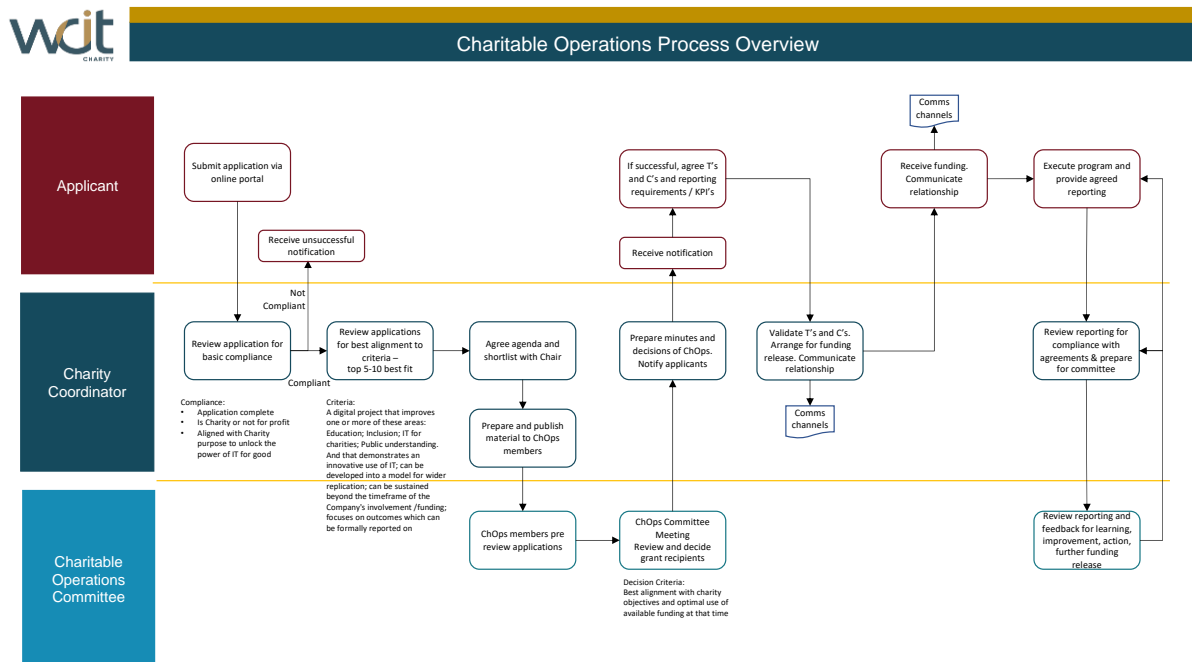 wcit
CHARITY
Charitable Operations Process Overview
Applicant
Submit application via
online portal
Receive unsuccessful
notification
If successful, agree T's
and C's and reporting
requirements / KPI's
Receive notification
Comms
channels
Receive funding.
Communicate
relationship
Execute program and
provide agreed
reporting
Charity
Coordinator
Not
Compliant
Review application for
basic compliance
Compliant
Review applications
for best alignment to
criteria –
top 5-10 best fit
Agree agenda and
shortlist with Chair
Prepare minutes and
decisions of ChOps.
Notify applicants
Validate T's and C's.
Arrange for funding
release. Communicate
relationship
Review reporting for
compliance with
agreements & prepare
for committee
Compliance:
• Application complete
• Is Charity or not for profit
• Aligned with Charity
purpose to unlock the
power of IT for good
Criteria:
A digital project that improves
one or more of these areas:
Education; Inclusion; IT for
charities; Public understanding.
And that demonstrates an
innovative use of IT; can be
developed into a model for wider
replication; can be sustained
beyond the timeframe of the
Company's involvement /funding;
focuses on outcomes which can
be formally reported on
Prepare and publish
material to ChOps
members
Comms
channels
Charitable
Operations
Committee
ChOps members pre
review applications
ChOps Committee
Meeting
Review and decide
grant recipients
Decision Criteria:
Best alignment with charity
objectives and optimal use of
available funding at that time
Review reporting and
feedback for learning,
improvement, action,
further funding
release